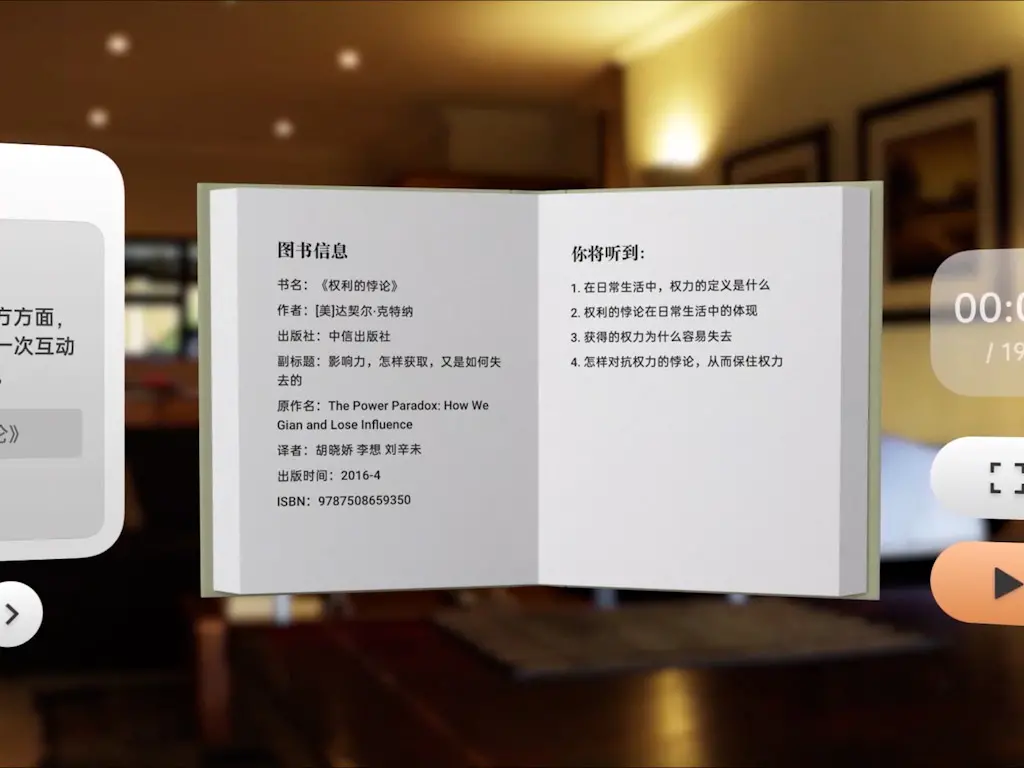 方方面,
一次互动
论》
图书信息
书名：《权利的悖论》
作者：[美]达契尔·克特纳
出版社：中信出版社
副标题：影响力，怎样获取，又是如何失
去的
原作名：The Power Paradox: How We
Gian and Lose Influence
译者：胡晓娇 李想 刘辛未
出版时间：2016-4
ISBN：9787508659350
你将听到：
1. 在日常生活中，权力的定义是什么
2. 权利的悖论在日常生活中的体现
3. 获得的权力为什么容易失去
4. 怎样对抗权力的悖论，从而保住权力
00:0
/ 19